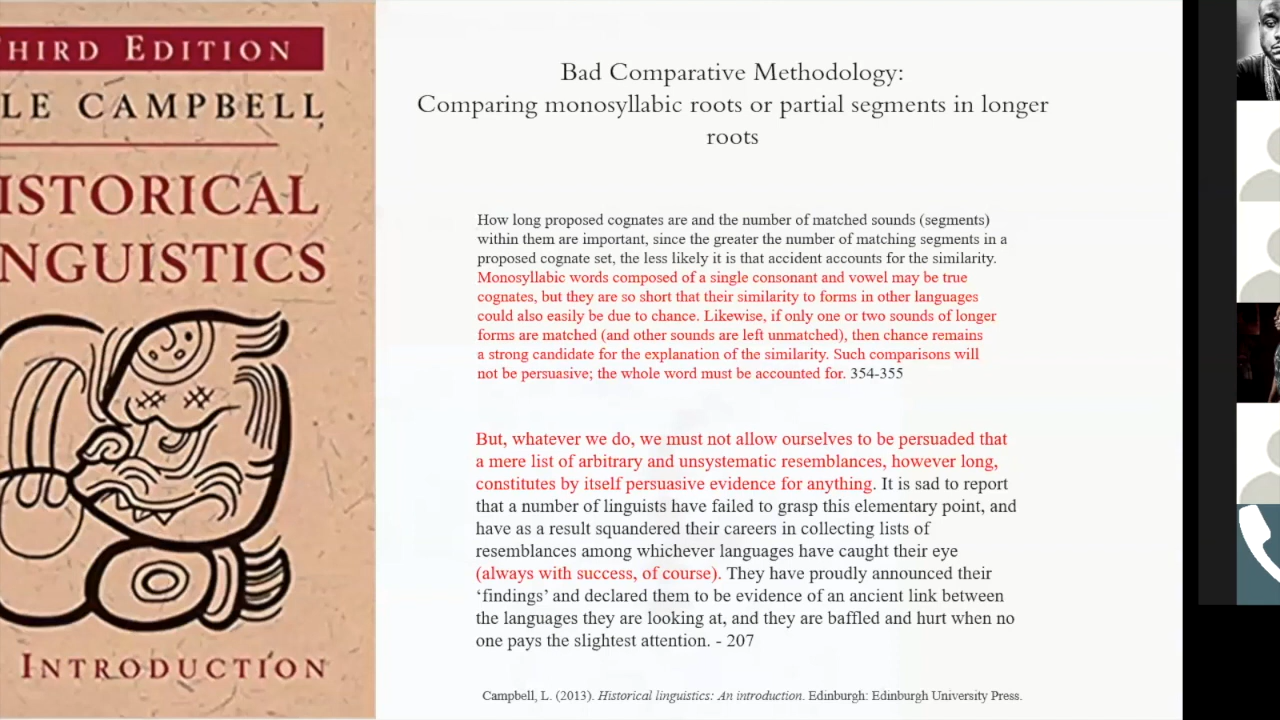 THIRD EDITION
LE CAMPBELL
ISTORICAL
NGUISTICS
INTRODUCTION
Bad Comparative Methodology:
Comparing monosyllabic roots or partial segments in longer
roots
How long proposed cognates are and the number of matched sounds (segments)
within them are important, since the greater the number of matching segments in a
proposed cognate set, the less likely it is that accident accounts for the similarity.
Monosyllabic words composed of a single consonant and vowel may be true
cognates, but they are so short that their similarity to forms in other languages
could also easily be due to chance. Likewise, if only one or two sounds of longer
forms are matched (and other sounds are left unmatched), then chance remains
a strong candidate for the explanation of the similarity. Such comparisons will
not be persuasive; the whole word must be accounted for. 354-355
But, whatever we do, we must not allow ourselves to be persuaded that
a mere list of arbitrary and unsystematic resemblances, however long,
constitutes by itself persuasive evidence for anything. It is sad to report
that a number of linguists have failed to grasp this elementary point, and
have as a result squandered their careers in collecting lists of
resemblances among whichever languages have caught their eye
(always with success, of course). They have proudly announced their
‘findings’ and declared them to be evidence of an ancient link between
the languages they are looking at, and they are baffled and hurt when no
one pays the slightest attention. - 207
Campbell, L. (2013). Historical linguistics: An introduction. Edinburgh: Edinburgh University Press.